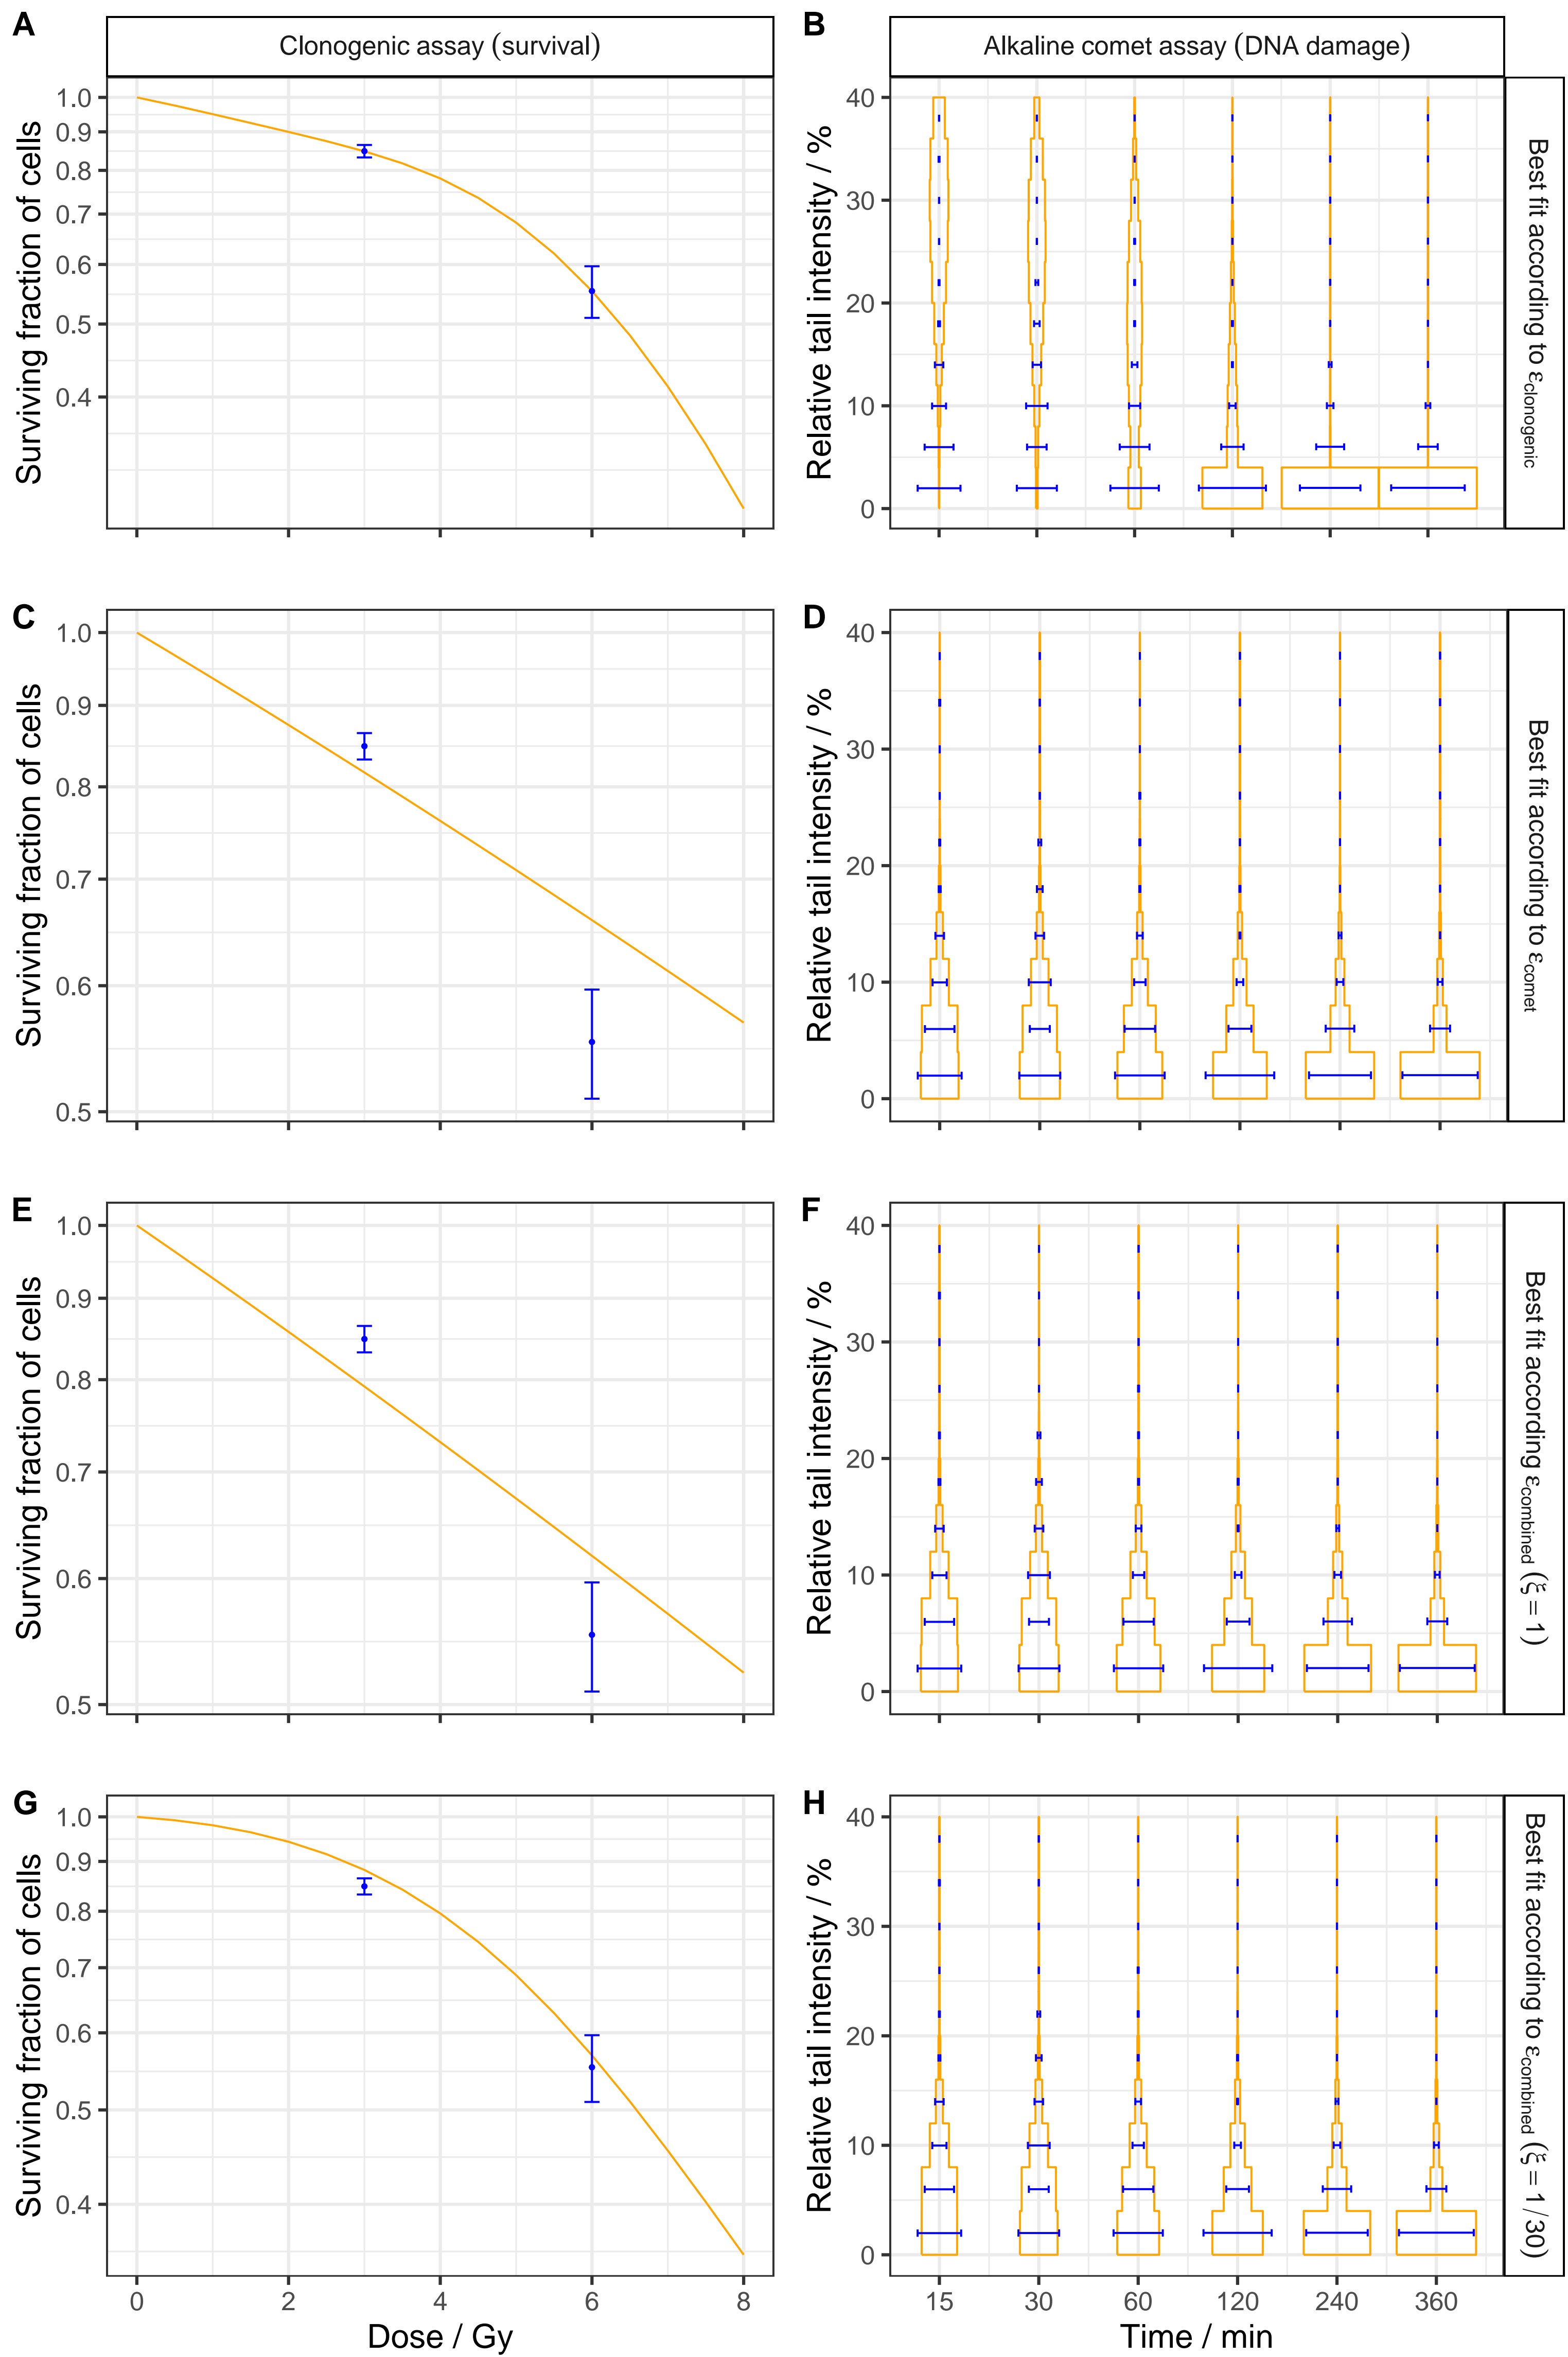 A
B
Clonogenic assay (survival)
Alkaline comet assay (DNA damage)
Surviving fraction of cells
1.0
0.9
0.8
0.7
0.6
0.5
0.4
Relative tail intensity / %
40
30
20
10
0
Best fit according to εclonogenic
C
D
Surviving fraction of cells
1.0
0.9
0.8
0.7
0.6
0.5
Relative tail intensity / %
40
30
20
10
0
Best fit according to εcomet
E
F
Surviving fraction of cells
1.0
0.9
0.8
0.7
0.6
0.5
Relative tail intensity / %
40
30
20
10
0
Best fit according εcombined (ξ = 1)
G
H
Surviving fraction of cells
1.0
0.9
0.8
0.7
0.6
0.5
0.4
Relative tail intensity / %
40
30
20
10
0
Best fit according to εcombined (ξ = 1 / 30)
0 2 4 6 8
Dose / Gy
15 30 60 120 240 360
Time / min